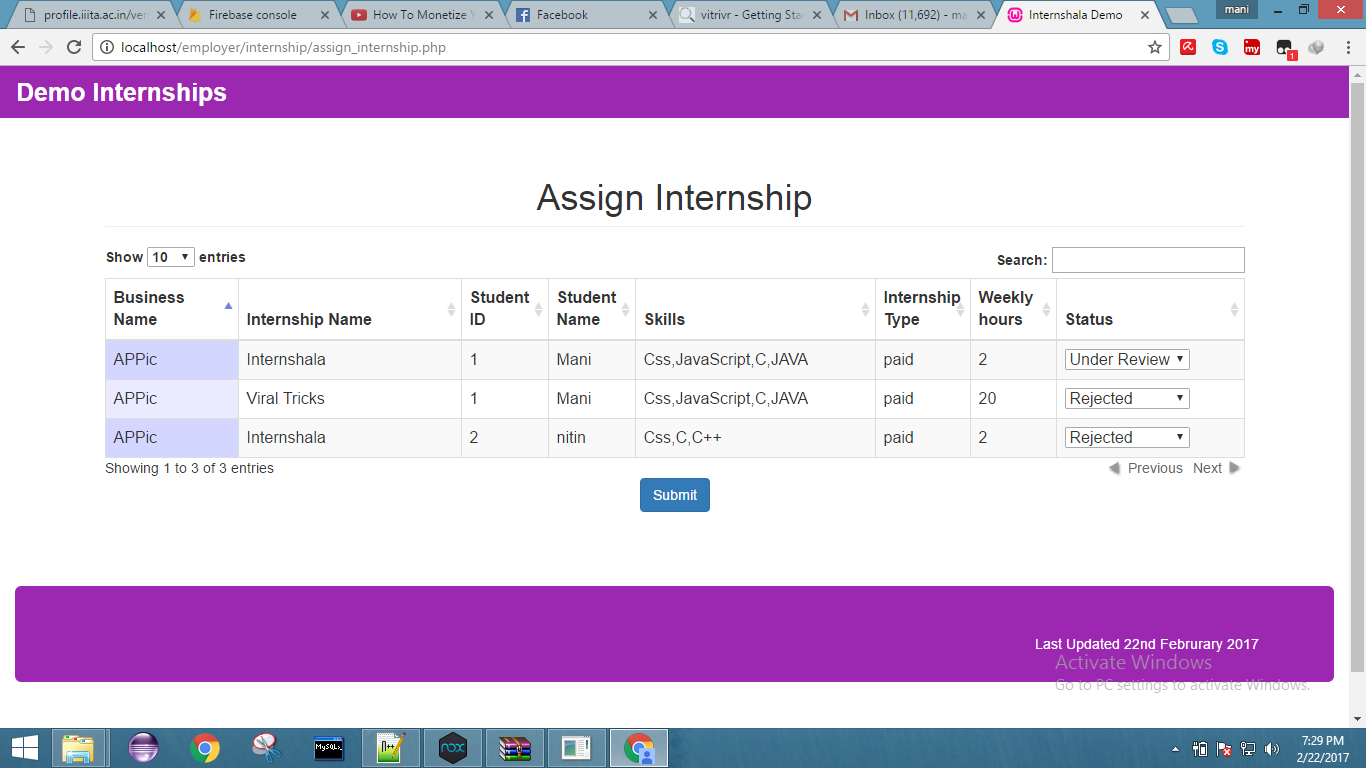 profile.iiita.ac.in/ver
Firebase console
How To Monetize Y
Facebook
vitrivr - Getting Sta
Inbox (11,692) - ma
Internshala Demo
mani
localhost/employer/internship/assign_internship.php
my
1
Demo Internships
Assign Internship
Show 10 entries
Search:
Business Name
Internship Name
Student ID
Student Name
Skills
Internship Type
Weekly hours
Status
APPic Internshala 1 Mani Css,JavaScript,C,JAVA paid 2 Under Review
APPic Viral Tricks 1 Mani Css,JavaScript,C,JAVA paid 20 Rejected
APPic Internshala 2 nitin Css,C,C++ paid 2 Rejected
Showing 1 to 3 of 3 entries
Previous Next
Submit
Last Updated 22nd Februrary 2017
Activate Windows
Go to PC settings to activate Windows.
nox
7:29 PM
2/22/2017